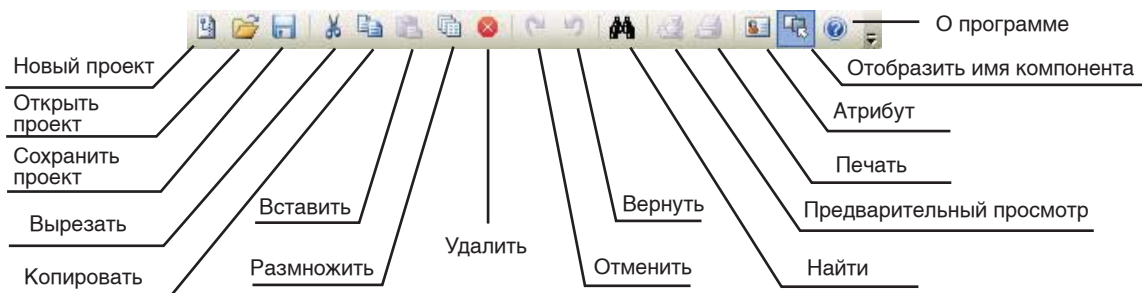 О программе
Новый проект
Отобразить имя компонента
Открыть
проект
Атрибут
Сохранить
проект
Печать
Вставить
Вернуть
Предварительный просмотр
Вырезать
Удалить
Копировать
Размножить
Отменить
Найти